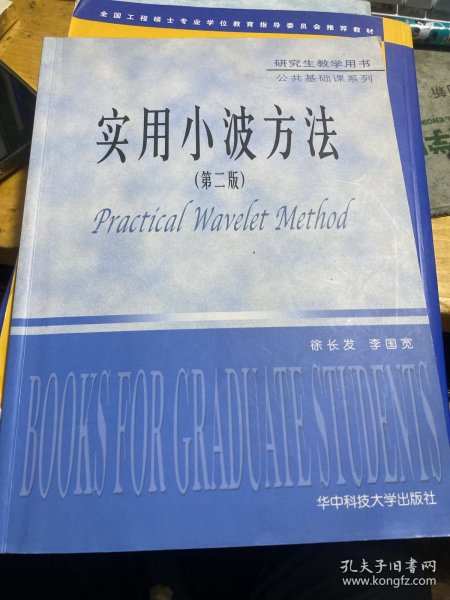 全国工程硕士专业学位教育指导委员会推荐教材
研究生教学用书
公共基础课系列
实用小波方法
(第二版)
Practical Wavelet Method
徐长发 李国宽
BOOKS FOR GRADUATE STUDENTS
华中科技大学出版社
孔夫子旧书网
www.kongfz.com